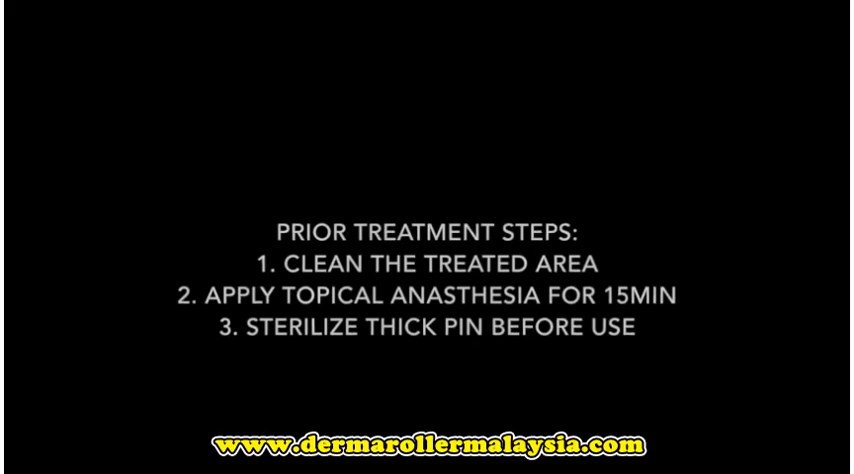 PRIOR TREATMENT STEPS:
1. CLEAN THE TREATED AREA
2. APPLY TOPICAL ANASTHESIA FOR 15MIN
3. STERILIZE THICK PIN BEFORE USE
www.dermarollermalaysia.com